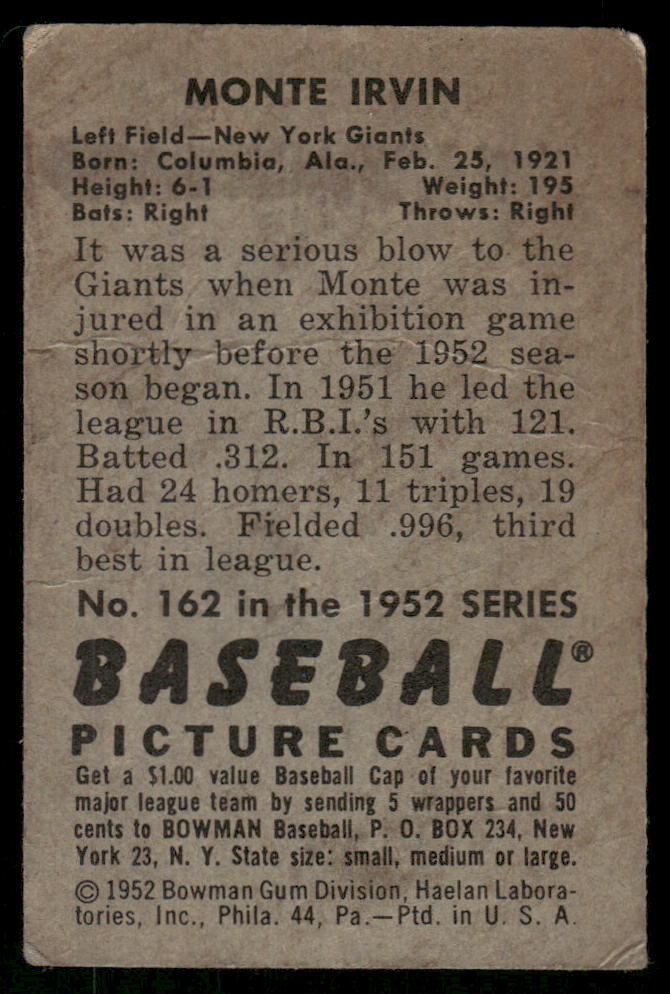 MONTE IRVIN
Left Field—New York Giants
Born: Columbia, Ala., Feb. 25, 1921
Height: 6-1 Weight: 195
Bats: Right Throws: Right
It was a serious blow to the
Giants when Monte was in-
jured in an exhibition game
shortly before the 1952 sea-
son began. In 1951 he led the
league in R.B.I.'s with 121.
Batted .312. In 151 games.
Had 24 homers, 11 triples, 19
doubles. Fielded .996, third
best in league.
No. 162 in the 1952 SERIES
BASEBALL®
PICTURE CARDS
Get a $1.00 value Baseball Cap of your favorite
major league team by sending 5 wrappers and 50
cents to BOWMAN Baseball, P. O. BOX 234, New
York 23, N. Y. State size: small, medium or large.
© 1952 Bowman Gum Division, Haelan Labora-
tories, Inc., Phila. 44, Pa.—Ptd. in U. S. A.